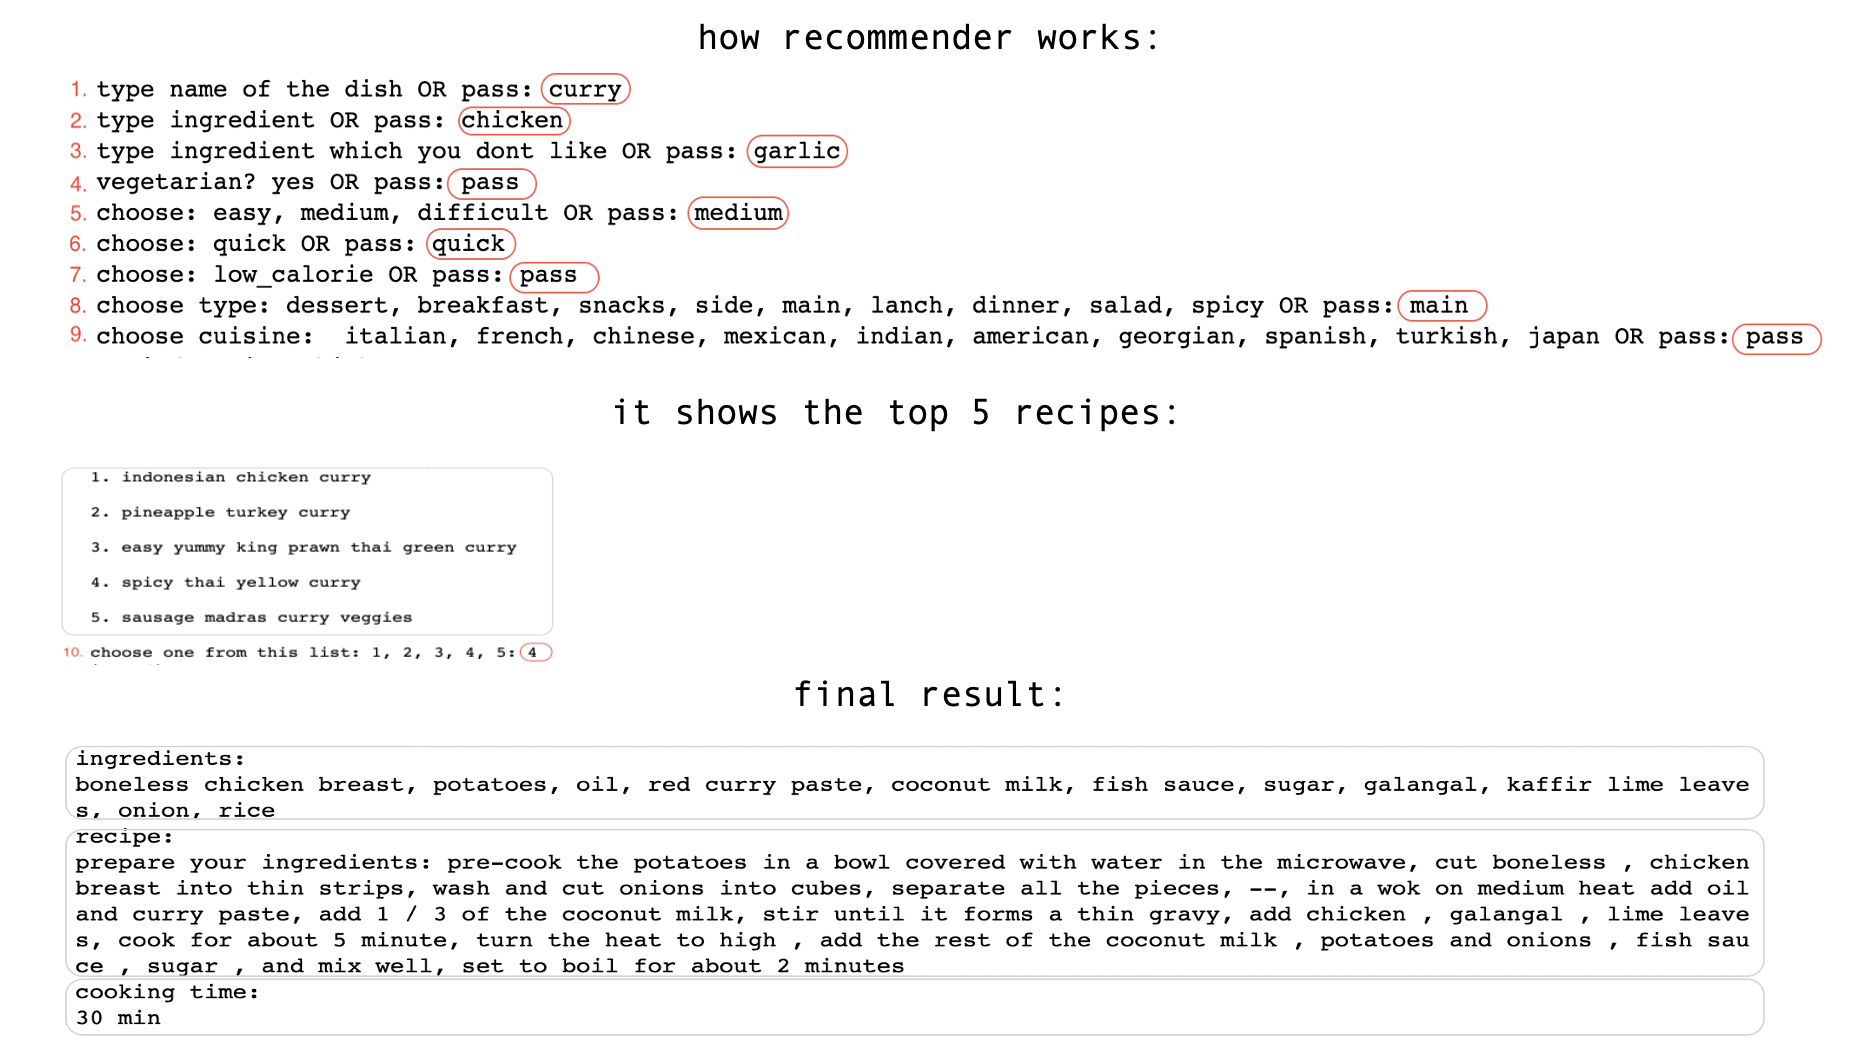 how recommender works:
1. type name of the dish OR pass: curry
2. type ingredient OR pass: chicken
3. type ingredient which you dont like OR pass: garlic
4. vegetarian? yes OR pass: pass
5. choose: easy, medium, difficult OR pass: medium
6. choose: quick OR pass: quick
7. choose: low_calorie OR pass: pass
8. choose type: dessert, breakfast, snacks, side, main, lanch, dinner, salad, spicy OR pass: main
9. choose cuisine:  italian, french, chinese, mexican, indian, american, georgian, spanish, turkish, japan OR pass: pass
it shows the top 5 recipes:
1. indonesian chicken curry
2. pineapple turkey curry
3. easy yummy king prawn thai green curry
4. spicy thai yellow curry
5. sausage madras curry veggies
10. choose one from this list: 1, 2, 3, 4, 5: 4
final result:
ingredients:
boneless chicken breast, potatoes, oil, red curry paste, coconut milk, fish sauce, sugar, galangal, kaffir lime leave
s, onion, rice
recipe:
prepare your ingredients: pre-cook the potatoes in a bowl covered with water in the microwave, cut boneless , chicken
breast into thin strips, wash and cut onions into cubes, separate all the pieces, --, in a wok on medium heat add oil
and curry paste, add 1 / 3 of the coconut milk, stir until it forms a thin gravy, add chicken , galangal , lime leave
s, cook for about 5 minute, turn the heat to high , add the rest of the coconut milk , potatoes and onions , fish sau
ce , sugar , and mix well, set to boil for about 2 minutes
cooking time:
30 min